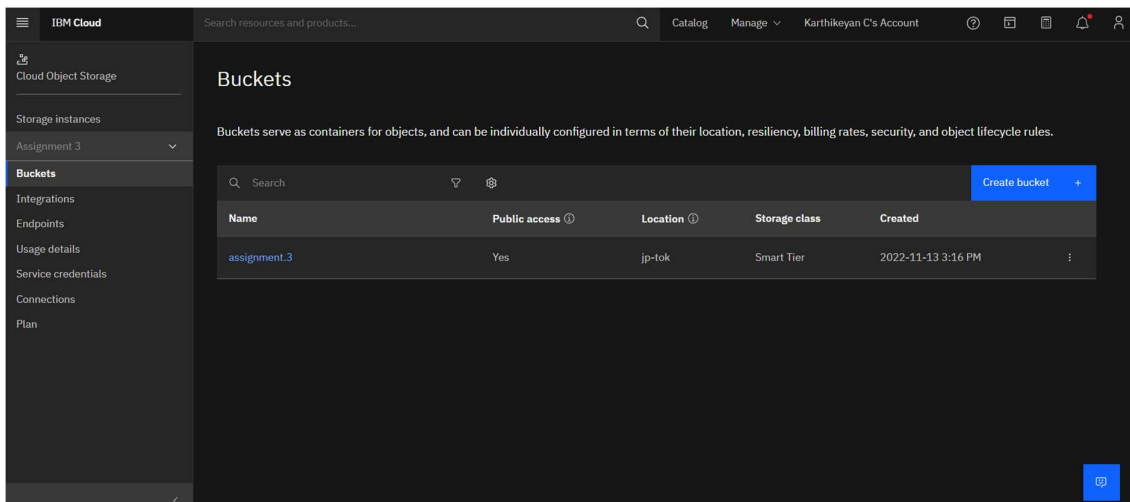 IBM Cloud
Search resources and products...
Catalog
Manage
Karthikeyan C's Account
Cloud Object Storage
Storage instances
Assignment 3
Buckets
Integrations
Endpoints
Usage details
Service credentials
Connections
Plan
Buckets
Buckets serve as containers for objects, and can be individually configured in terms of their location, resiliency, billing rates, security, and object lifecycle rules.
Search
Create bucket +
Name Public access Location Storage class Created
assignment.3 Yes jp-tok Smart Tier 2022-11-13 3:16 PM